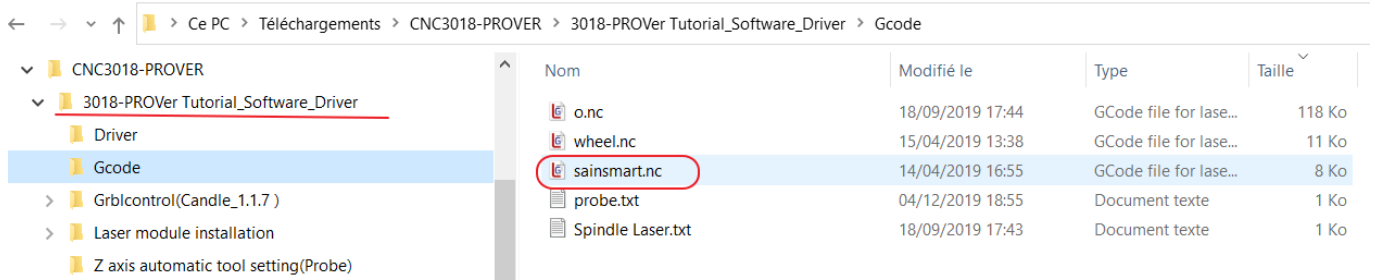 Ce PC > Téléchargements > CNC3018-PROVER > 3018-PROVer Tutorial_Software_Driver > Gcode
CNC3018-PROVER
3018-PROVer Tutorial_Software_Driver
Driver
Gcode
Grblcontrol(Candle_1.1.7 )
Laser module installation
Z axis automatic tool setting(Probe)
Nom Modifié le Type Taille
o.nc 18/09/2019 17:44 GCode file for lase... 118 Ko
wheel.nc 15/04/2019 13:38 GCode file for lase... 11 Ko
sainsmart.nc 14/04/2019 16:55 GCode file for lase... 8 Ko
probe.txt 04/12/2019 18:55 Document texte 1 Ko
Spindle Laser.txt 18/09/2019 17:43 Document texte 1 Ko